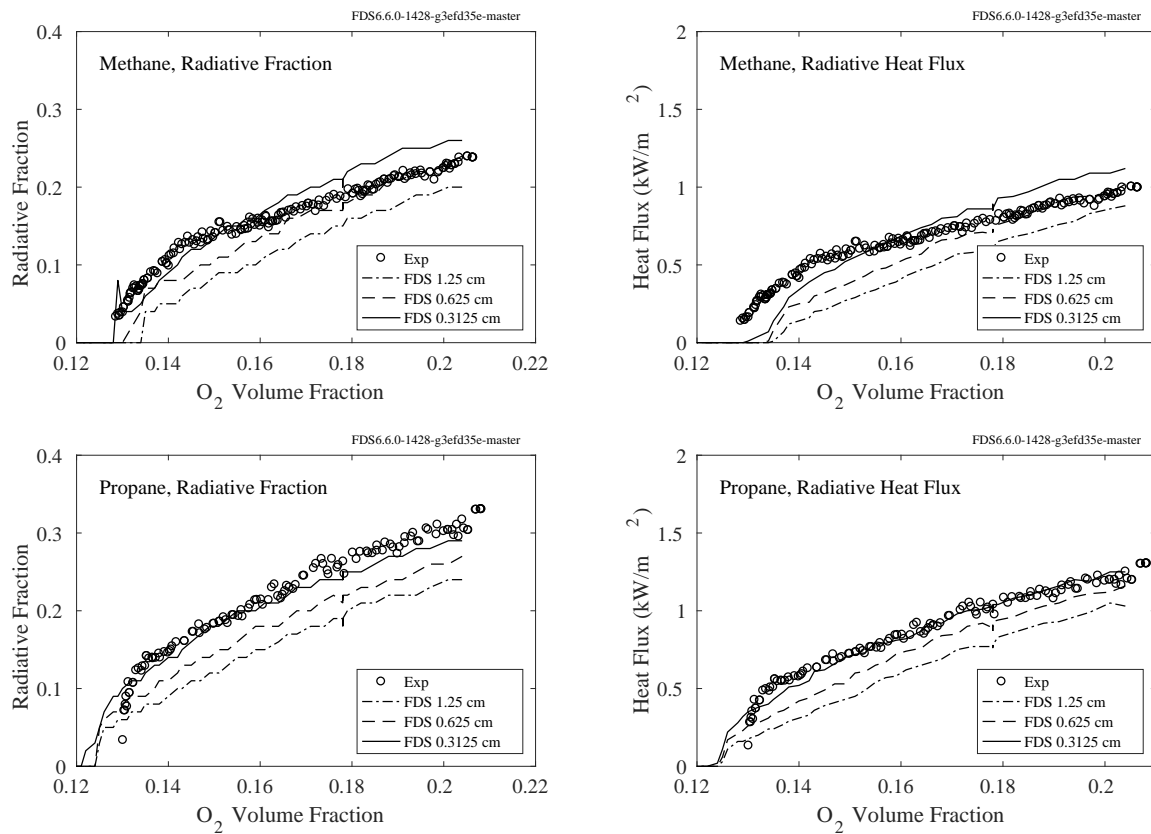 FDS6.6.0-1428-g3efd35e-master
Methane, Radiative Fraction
Radiative Fraction
0.4
0.3
0.2
0.1
0
0.12
0.14
0.16
0.18
0.2
0.22
O2 Volume Fraction
Exp
FDS 1.25 cm
FDS 0.625 cm
FDS 0.3125 cm
FDS6.6.0-1428-g3efd35e-master
Methane, Radiative Heat Flux
Heat Flux (kW/m2)
2
1.5
1
0.5
0
0.12
0.14
0.16
0.18
0.2
O2 Volume Fraction
Exp
FDS 1.25 cm
FDS 0.625 cm
FDS 0.3125 cm
FDS6.6.0-1428-g3efd35e-master
Propane, Radiative Fraction
Radiative Fraction
0.4
0.3
0.2
0.1
0
0.12
0.14
0.16
0.18
0.2
0.22
O2 Volume Fraction
Exp
FDS 1.25 cm
FDS 0.625 cm
FDS 0.3125 cm
FDS6.6.0-1428-g3efd35e-master
Propane, Radiative Heat Flux
Heat Flux (kW/m2)
2
1.5
1
0.5
0
0.12
0.14
0.16
0.18
0.2
O2 Volume Fraction
Exp
FDS 1.25 cm
FDS 0.625 cm
FDS 0.3125 cm